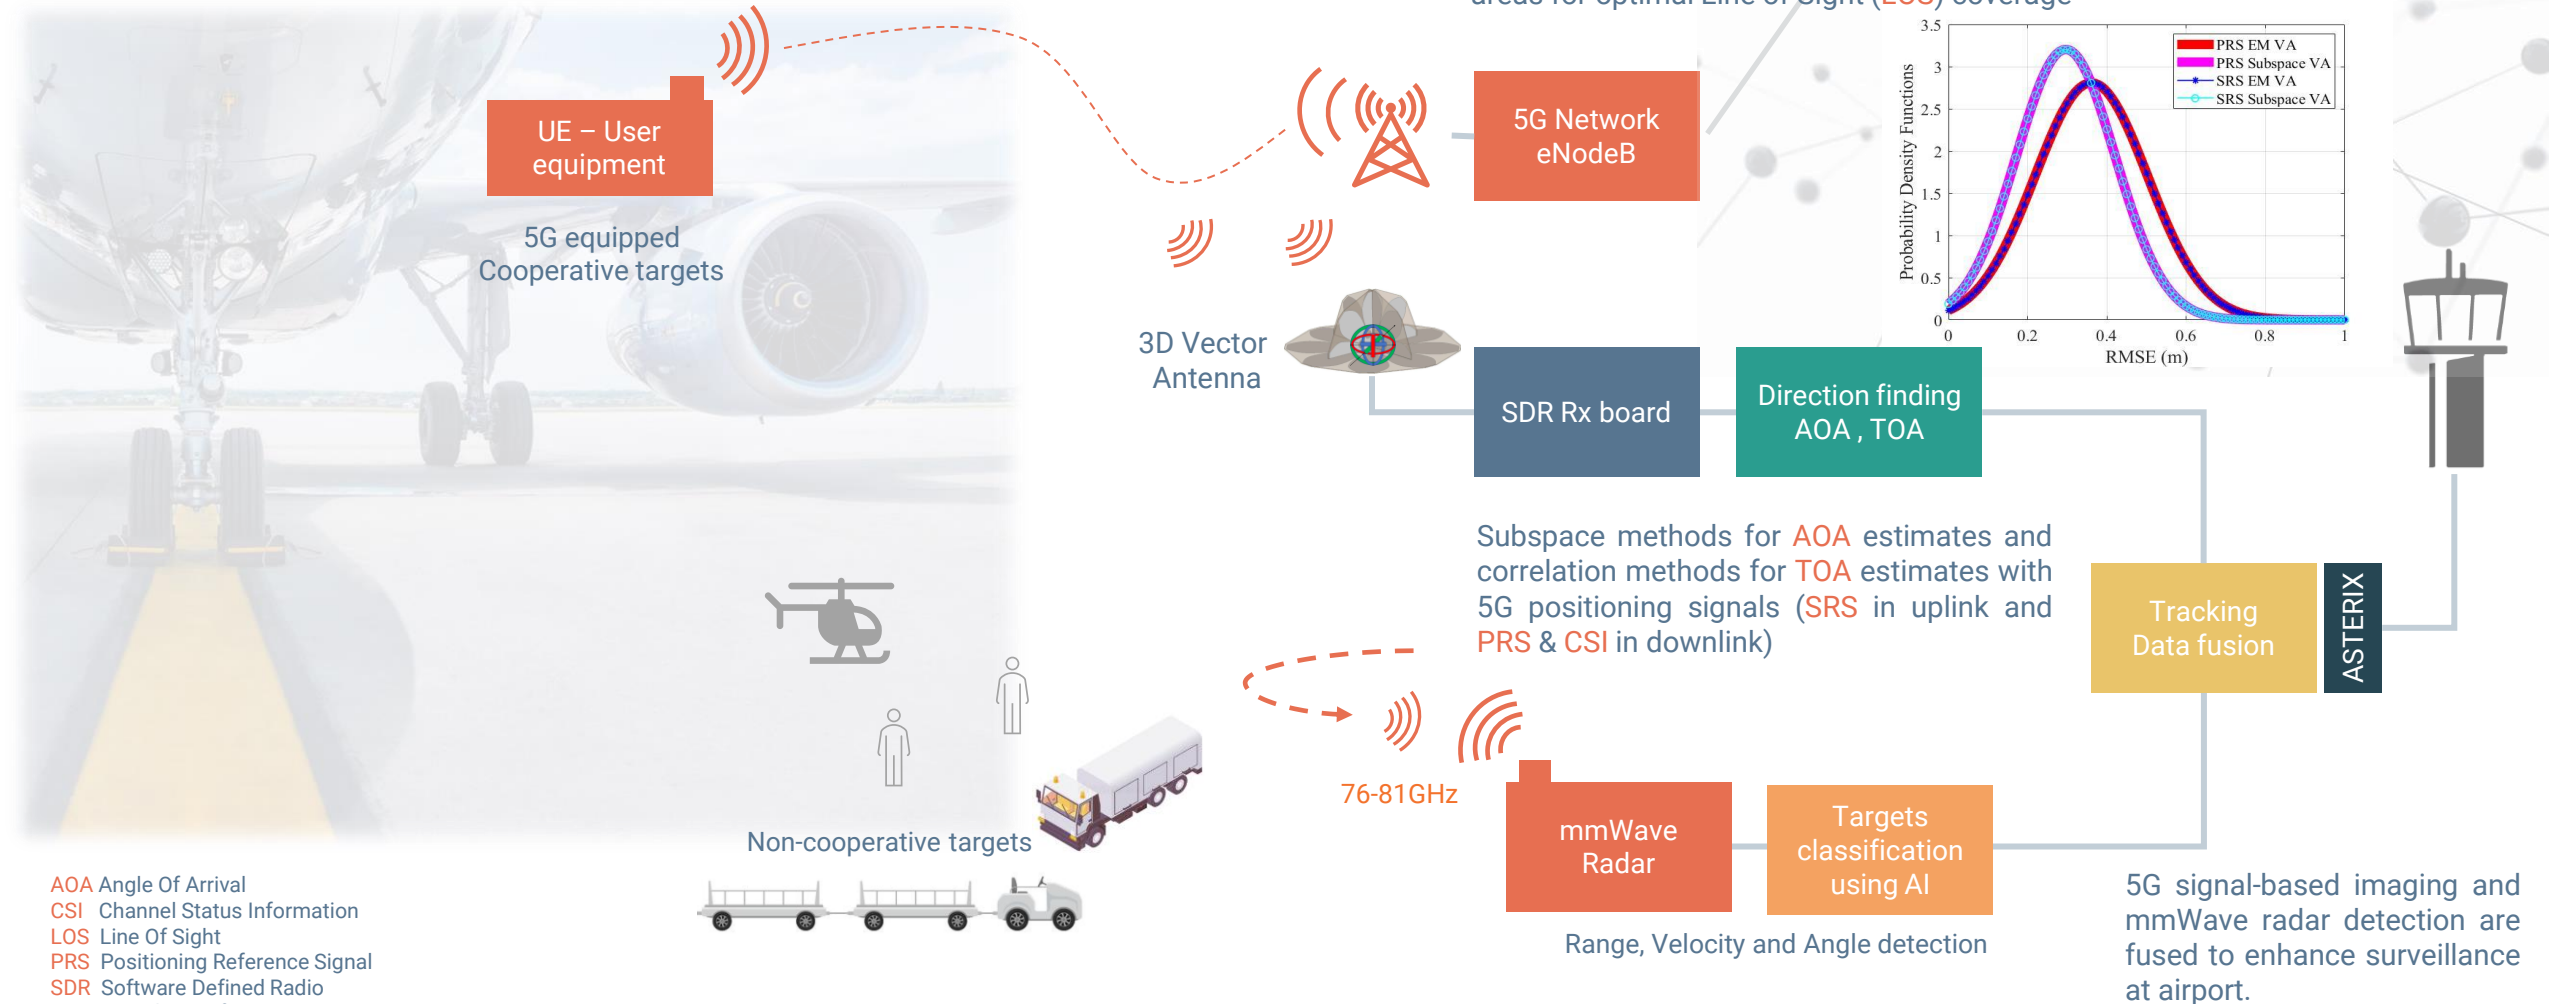 areas for optimal Line of Sight (LOS) coverage
UE – User
equipment
5G equipped
Cooperative targets
5G Network
eNodeB
3.5
3
2.5
2
1.5
1
0.5
0
Probability Density Functions
PRS EM VA
PRS Subspace VA
SRS EM VA
SRS Subspace VA
0 0.2 0.4 0.6 0.8 1
RMSE (m)
3D Vector
Antenna
SDR Rx board
Direction finding
AOA , TOA
Subspace methods for AOA estimates and
correlation methods for TOA estimates with
5G positioning signals (SRS in uplink and
PRS & CSI in downlink)
Tracking
Data fusion
ASTERIX
76-81GHz
mmWave
Radar
Targets
classification
using AI
Range, Velocity and Angle detection
Non-cooperative targets
5G signal-based imaging and
mmWave radar detection are
fused to enhance surveillance
at airport.
AOA Angle Of Arrival
CSI Channel Status Information
LOS Line Of Sight
PRS Positioning Reference Signal
SDR Software Defined Radio